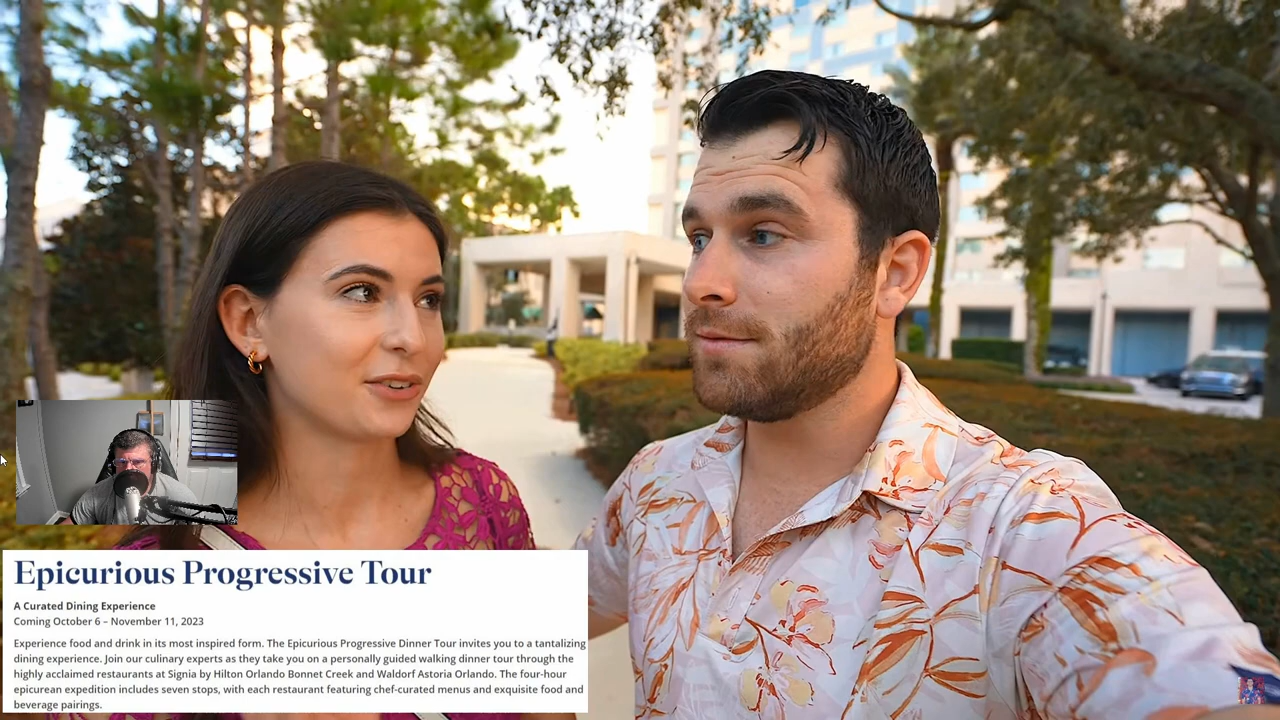 Epicurious Progressive Tour
A Curated Dining Experience
Coming October 6 – November 11, 2023
Experience food and drink in its most inspired form. The Epicurious Progressive Dinner Tour invites you to a tantalizing
dining experience. Join our culinary experts as they take you on a personally guided walking dinner tour through the
highly acclaimed restaurants at Signia by Hilton Orlando Bonnet Creek and Waldorf Astoria Orlando. The four-hour
epicurean expedition includes seven stops, with each restaurant featuring chef-curated menus and exquisite food and
beverage pairings.